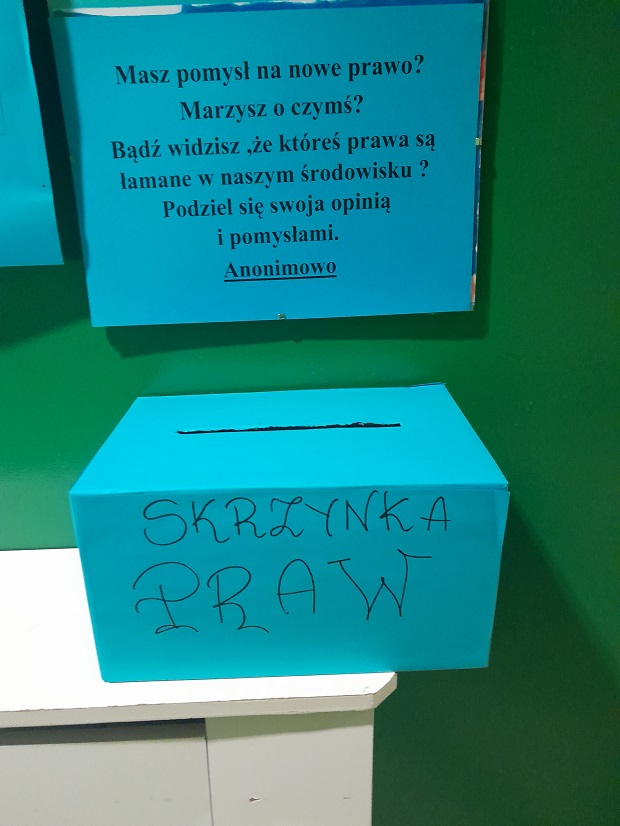 Masz pomysł na nowe prawo?
Marzysz o czymś?
Bądź widzisz ,że któreś prawa są
łamane w naszym środowisku ?
Podziel się swoja opinią
i pomysłami.
Anonimowo
SKRZYNKA
PRAW